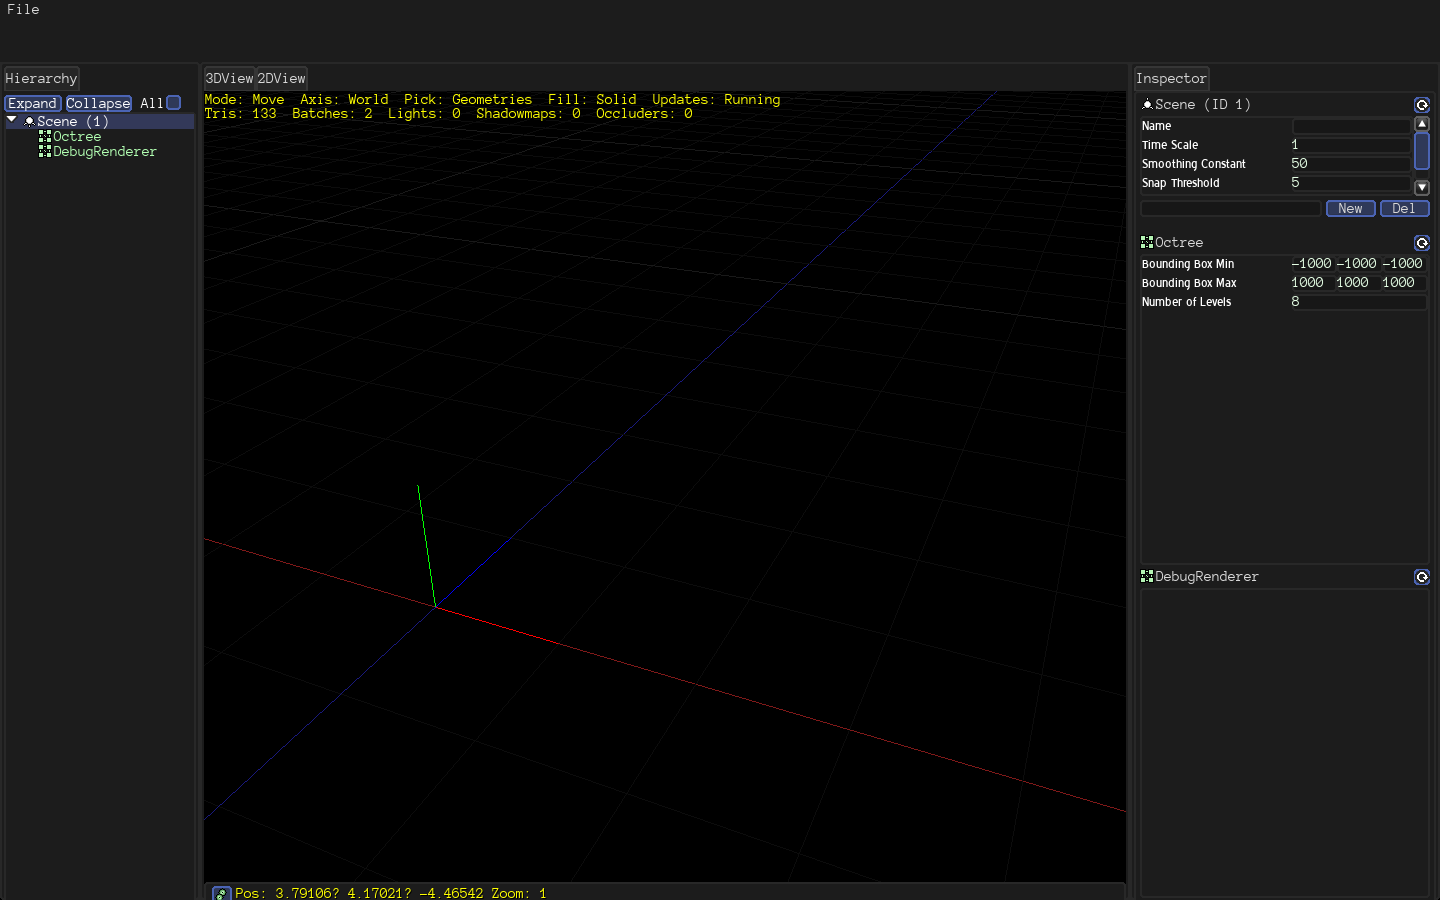 File
Hierarchy
Expand Collapse All
Scene (1)
Octree
DebugRenderer
3DView 2DView
Mode: Move Axis: World Pick: Geometries Fill: Solid Updates: Running
Tris: 133 Batches: 2 Lights: 0 Shadowmaps: 0 Occluders: 0
Pos: 3.79106? 4.17021? -4.46542 Zoom: 1
Inspector
Scene (ID 1)
Name
Time Scale 1
Smoothing Constant 50
Snap Threshold 5
New Del
Octree
Bounding Box Min -1000 -1000 -1000
Bounding Box Max 1000 1000 1000
Number of Levels 8
DebugRenderer